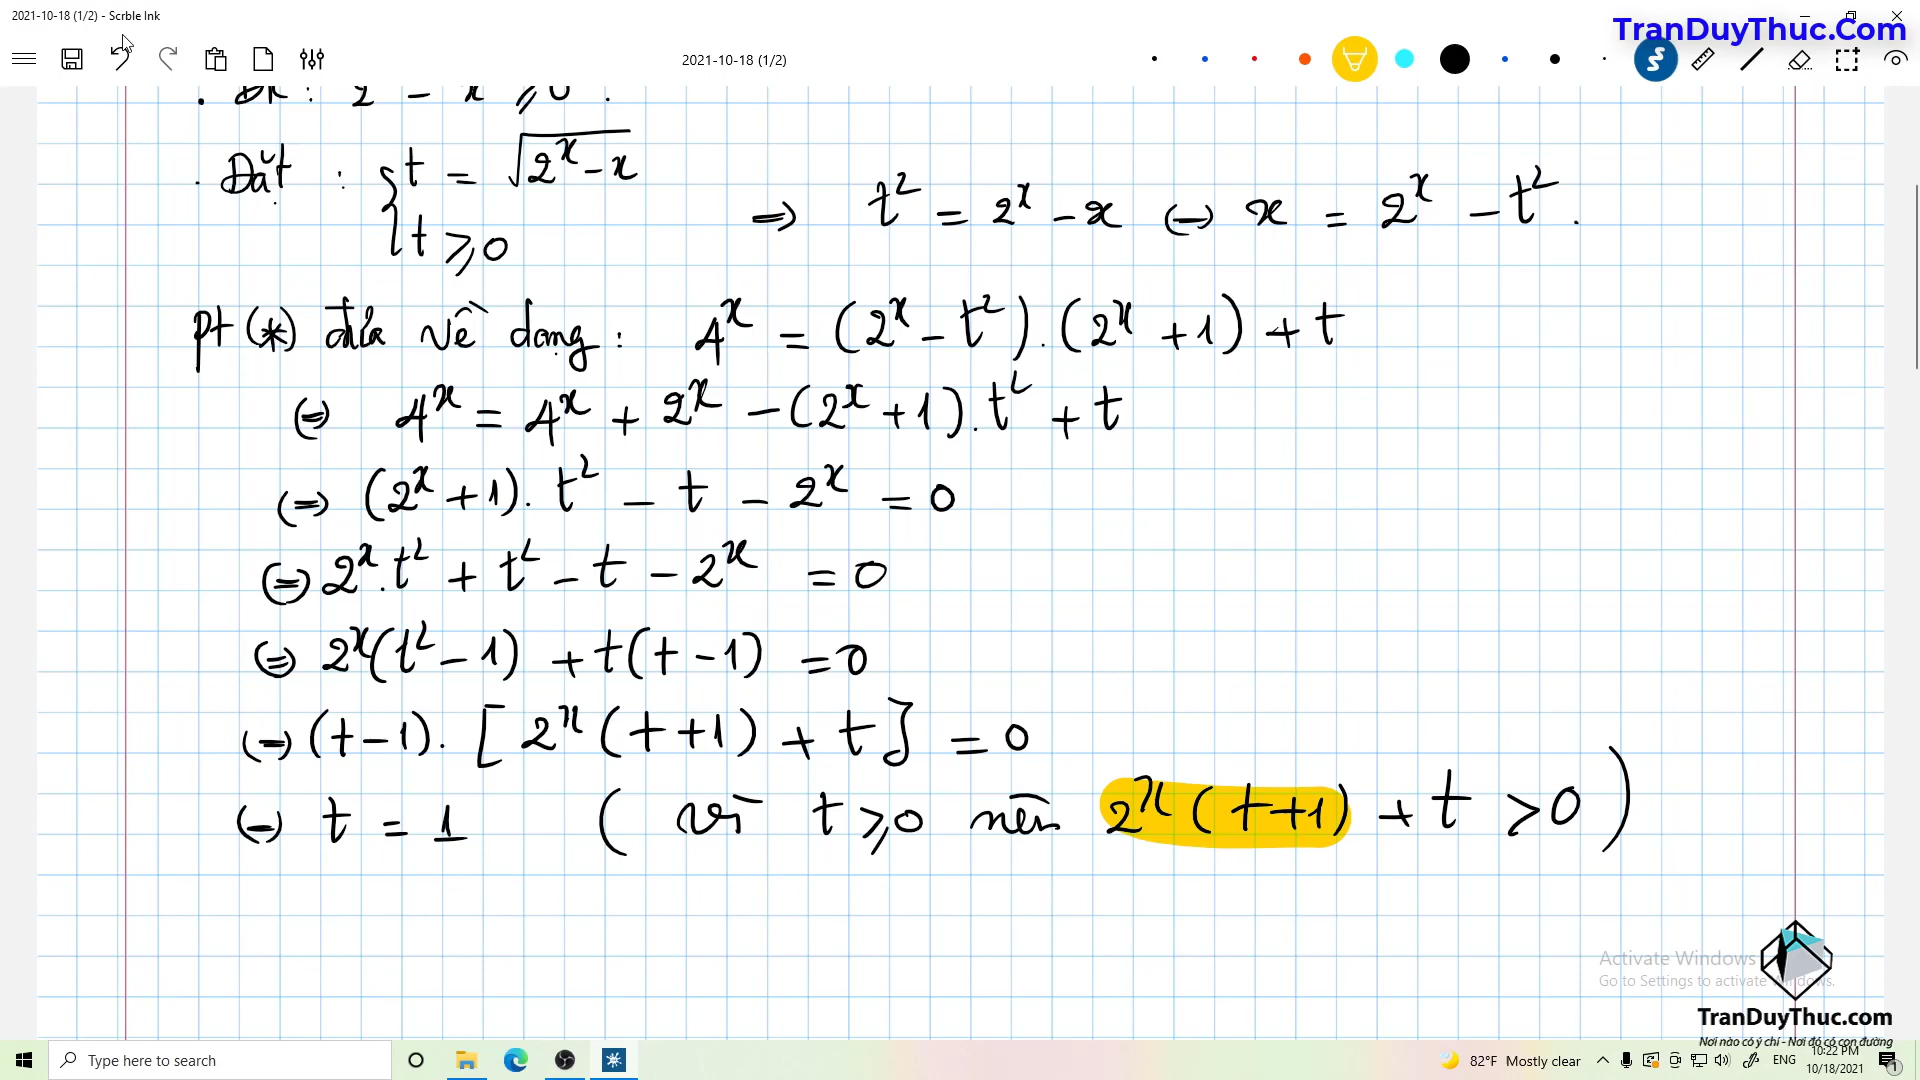 2021-10-18 (1/2) - Scrble Ink
TranDuyThuc.Com
2021-10-18 (1/2)
. ĐK : 2 - x ⩾ 0 .
. Đặt : { t = √(2^x - x)
t ⩾ 0
=> t² = 2^x - x <=> x = 2^x - t² .
pt (*) đưa về dạng : 4^x = (2^x - t²) . (2^x + 1) + t
<=> 4^x = 4^x + 2^x - (2^x + 1) . t² + t
<=> (2^x + 1) . t² - t - 2^x = 0
<=> 2^x . t² + t² - t - 2^x = 0
<=> 2^x (t² - 1) + t (t - 1) = 0
<=> (t - 1) . [ 2^x (t + 1) + t ] = 0
<=> t = 1 ( vì t ⩾ 0 nên 2^x (t + 1) + t > 0 )
Activate Windows
Go to Settings to activate Windows.
TranDuyThuc.com
Nơi nào có ý chí - Nơi đó có con đường
Type here to search
82°F Mostly clear
ENG
10:22 PM
10/18/2021
1